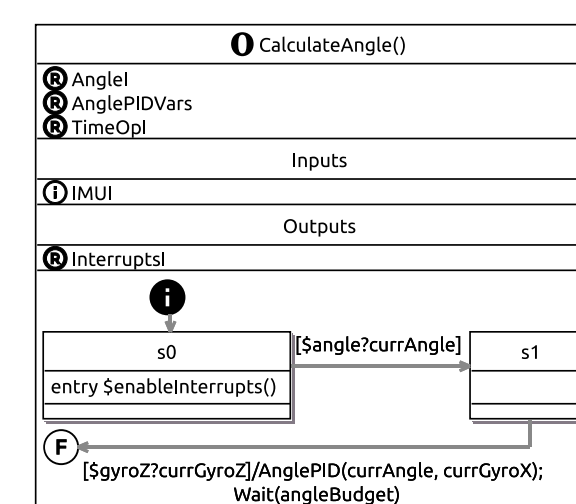 O CalculateAngle()
R AngleI
R AnglePIDVars
R TimeOpI
Inputs
i IMUI
Outputs
R InterruptsI
i
s0
[$angle?currAngle]
s1
entry $enableInterrupts()
F
[$gyroZ?currGyroZ]/AnglePID(currAngle, currGyroX);
Wait(angleBudget)